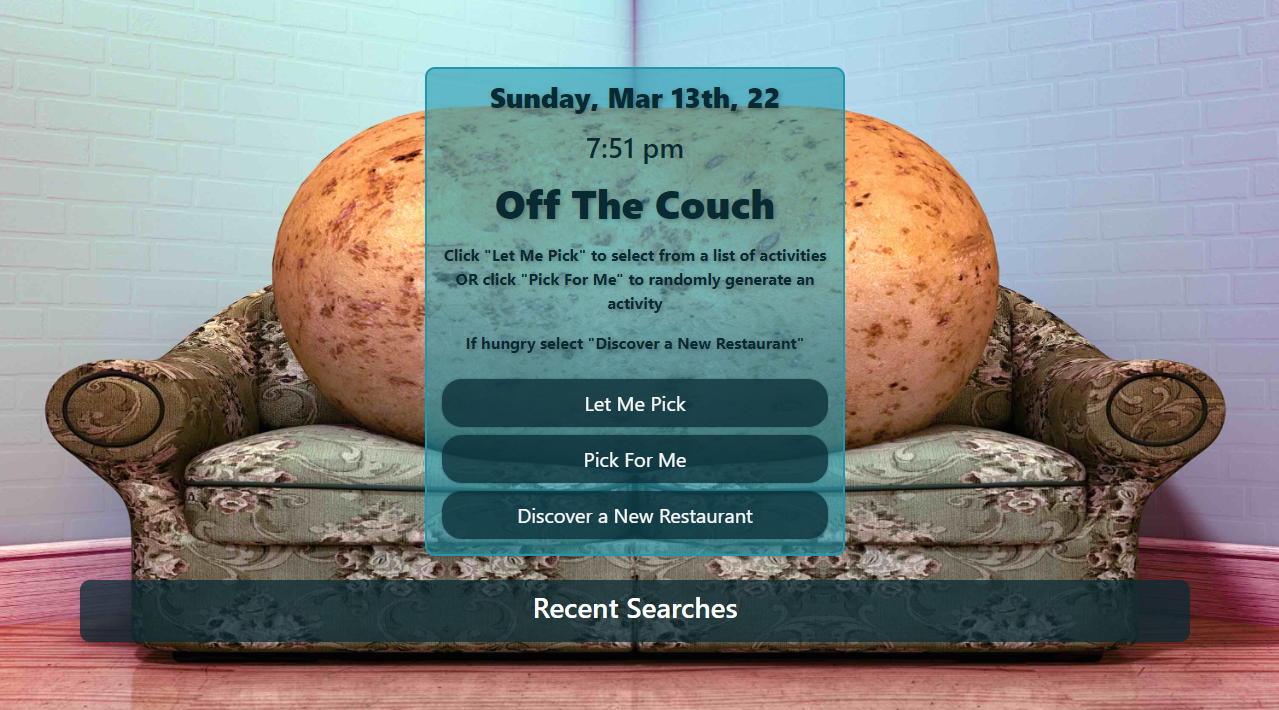 Sunday, Mar 13th, 22
7:51 pm
Off The Couch
Click "Let Me Pick" to select from a list of activities
OR click "Pick For Me" to randomly generate an
activity
If hungry select "Discover a New Restaurant"
Let Me Pick
Pick For Me
Discover a New Restaurant
Recent Searches